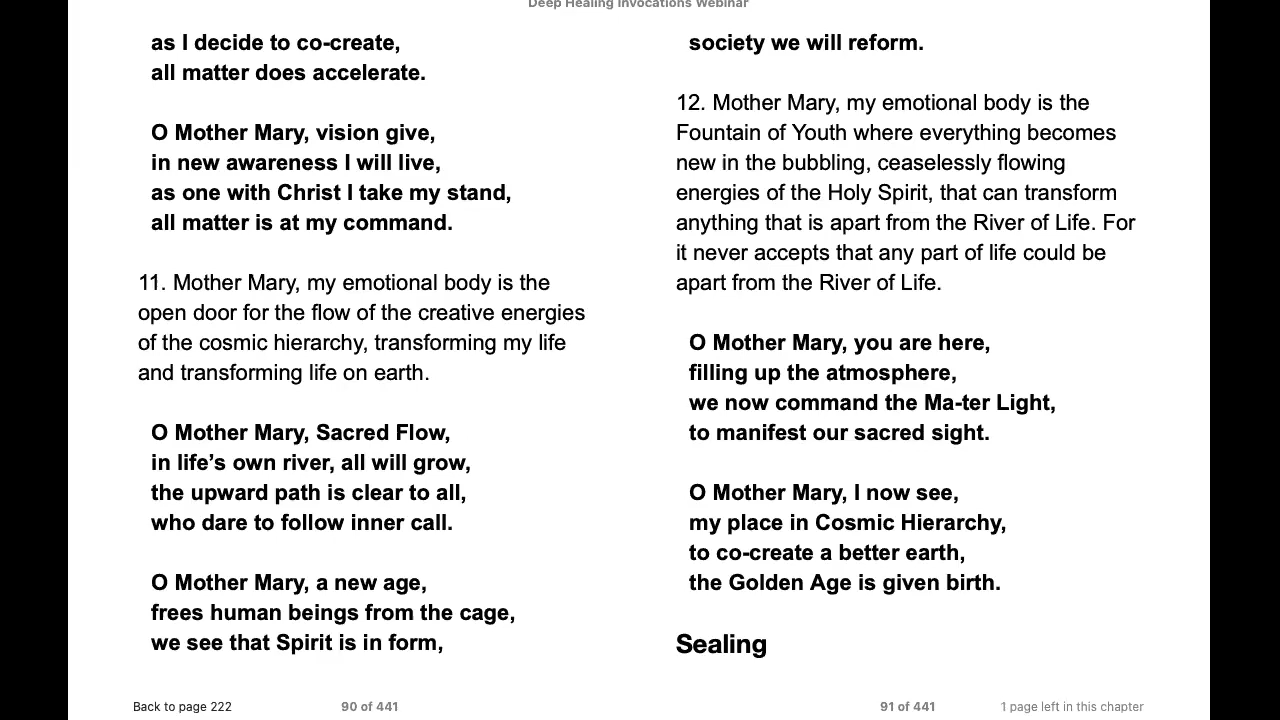 Deep Healing Invocations Webinar
as I decide to co-create,
all matter does accelerate.
O Mother Mary, vision give,
in new awareness I will live,
as one with Christ I take my stand,
all matter is at my command.
11. Mother Mary, my emotional body is the
open door for the flow of the creative energies
of the cosmic hierarchy, transforming my life
and transforming life on earth.
O Mother Mary, Sacred Flow,
in life’s own river, all will grow,
the upward path is clear to all,
who dare to follow inner call.
O Mother Mary, a new age,
frees human beings from the cage,
we see that Spirit is in form,
society we will reform.
12. Mother Mary, my emotional body is the
Fountain of Youth where everything becomes
new in the bubbling, ceaselessly flowing
energies of the Holy Spirit, that can transform
anything that is apart from the River of Life. For
it never accepts that any part of life could be
apart from the River of Life.
O Mother Mary, you are here,
filling up the atmosphere,
we now command the Ma-ter Light,
to manifest our sacred sight.
O Mother Mary, I now see,
my place in Cosmic Hierarchy,
to co-create a better earth,
the Golden Age is given birth.
Sealing
Back to page 222
90 of 441
91 of 441
1 page left in this chapter